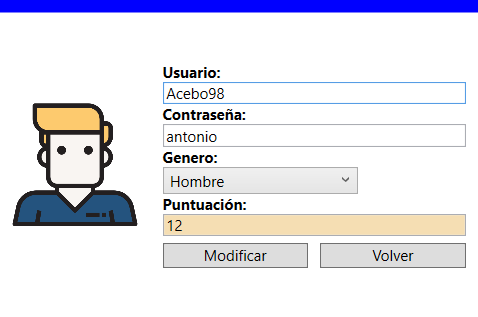 Usuario:
Acebo98
Contraseña:
antonio
Genero:
Hombre
Puntuación:
12
Modificar Volver